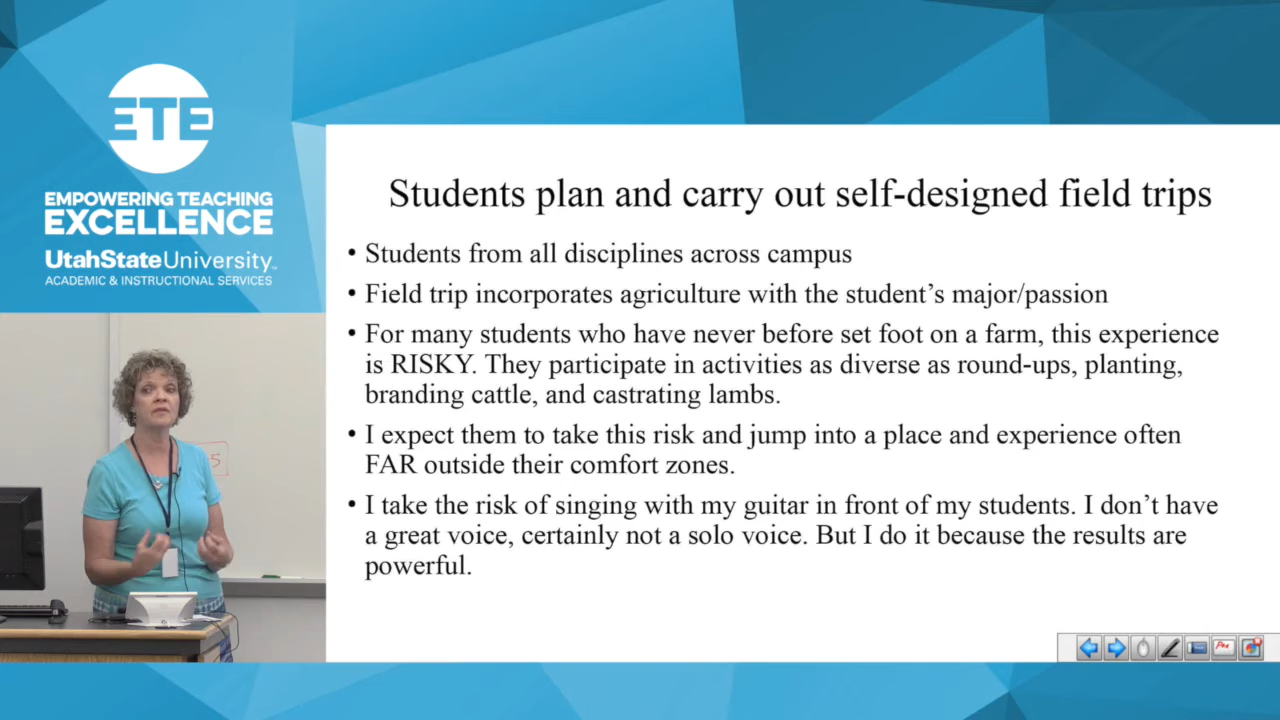 ETE
EMPOWERING TEACHING
EXCELLENCE
UtahStateUniversity
ACADEMIC & INSTRUCTIONAL SERVICES
Students plan and carry out self-designed field trips
• Students from all disciplines across campus
• Field trip incorporates agriculture with the student’s major/passion
• For many students who have never before set foot on a farm, this experience
is RISKY. They participate in activities as diverse as round-ups, planting,
branding cattle, and castrating lambs.
• I expect them to take this risk and jump into a place and experience often
FAR outside their comfort zones.
• I take the risk of singing with my guitar in front of my students. I don’t have
a great voice, certainly not a solo voice. But I do it because the results are
powerful.
5